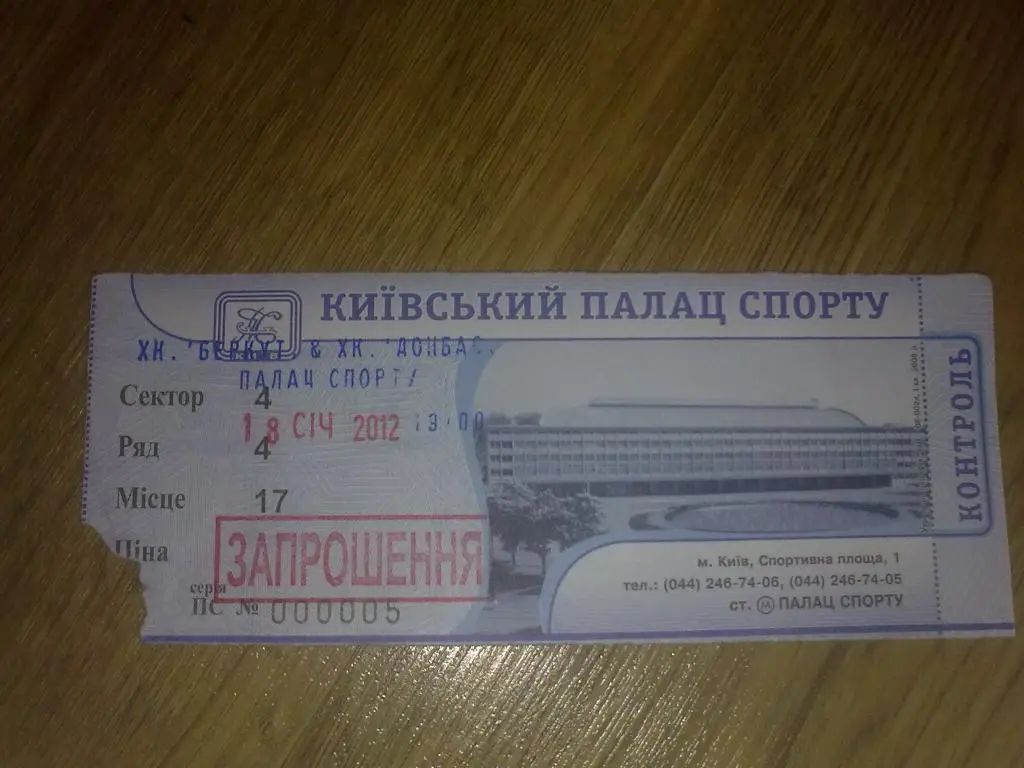 КИЇВСЬКИЙ ПАЛАЦ СПОРТУ
ХК. "БЕРКУТ & ХК. "ДОНБАС,
ПАЛАЦ СПОРТУ
Сектор 4
18 СІЧ 2012
Ряд 4
Місце 17
Ціна
ЗАПРОШЕННЯ
серія
ПС № 000005
м. Київ, Спортивна площа, 1
тел.: (044) 246-74-06, (044) 246-74-05
ст. М ПАЛАЦ СПОРТУ
КОНТРОЛЬ